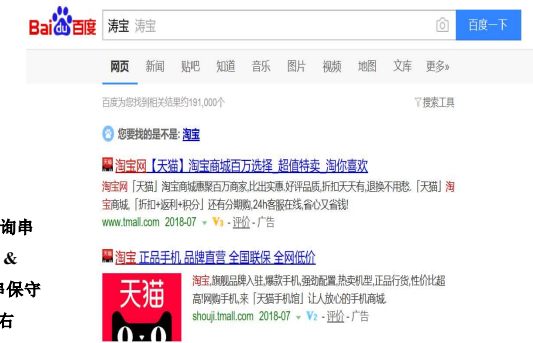 Bai du 百度 涛宝 涛宝 百度一下
网页 新闻 贴吧 知道 音乐 图片 视频 地图 文库 更多»
百度为您找到相关结果约191,000个 搜索工具
您要找的是不是: 淘宝
淘宝网【天猫】淘宝商城百万选择_超值特卖_淘你喜欢
淘宝网「天猫」淘宝商城惠聚百万商家,比出实惠,好评品质,折扣天天有,退换不用愁.「天猫」淘
宝商城,「折扣+返利+积分」还有分期购,24h客服在线,省心又省钱!
www.tmall.com 2018-07 V3 - 评价 - 广告
淘宝 正品手机 品牌直营 全国联保 全网低价
淘宝,旗舰品牌入驻,爆款手机,强劲配置,热卖机型,正品行货,性价比超
高!网购手机,来「天猫手机馆」让人放心的手机商城.
shouji.tmall.com 2018-07 V2 - 评价 - 广告
天猫
询串
&
保守
右